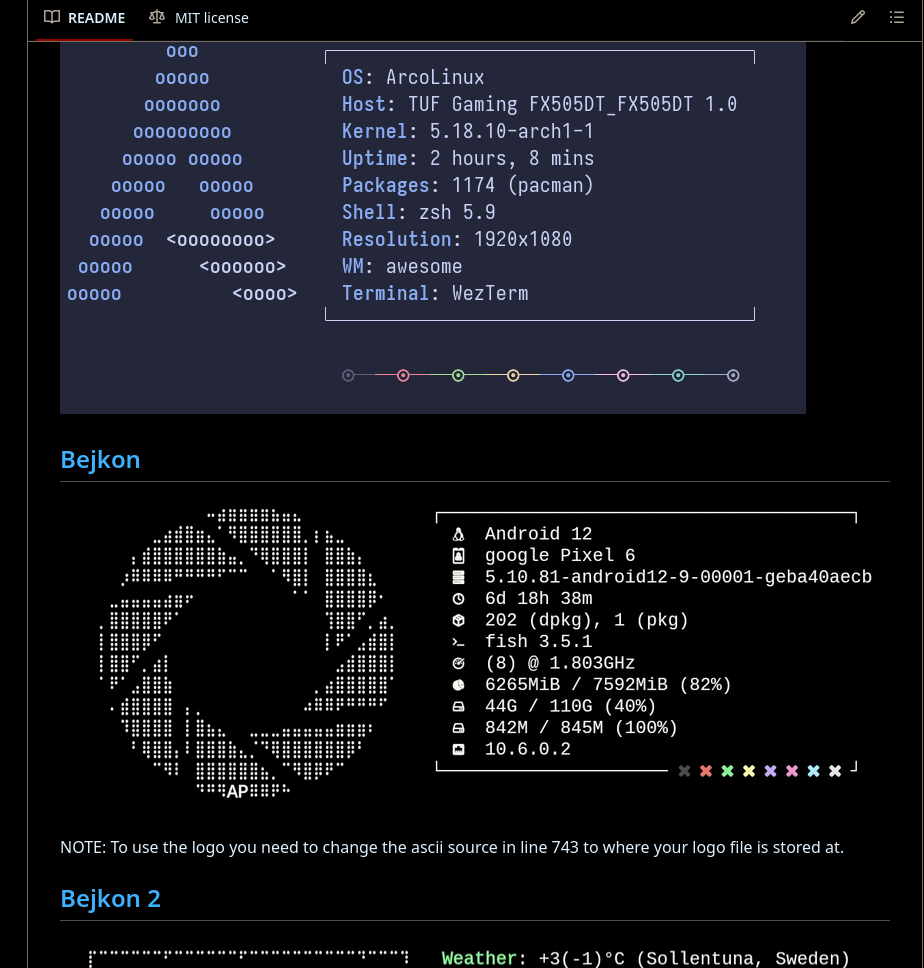 README MIT license
ooo
ooooo
OS: ArcoLinux
ooooooo
Host: TUF Gaming FX505DT_FX505DT 1.0
ooooooooo
Kernel: 5.18.10-arch1-1
ooooo ooooo
Uptime: 2 hours, 8 mins
ooooo ooooo
Packages: 1174 (pacman)
ooooo ooooo
Shell: zsh 5.9
ooooo <oooooooo>
Resolution: 1920x1080
ooooo <oooooo>
WM: awesome
ooooo <oooo>
Terminal: WezTerm
Bejkon
Android 12
google Pixel 6
5.10.81-android12-9-00001-geba40aecb
6d 18h 38m
202 (dpkg), 1 (pkg)
fish 3.5.1
(8) @ 1.803GHz
6265MiB / 7592MiB (82%)
44G / 110G (40%)
842M / 845M (100%)
10.6.0.2
AP
NOTE: To use the logo you need to change the ascii source in line 743 to where your logo file is stored at.
Bejkon 2
Weather: +3(-1)°C (Sollentuna, Sweden)